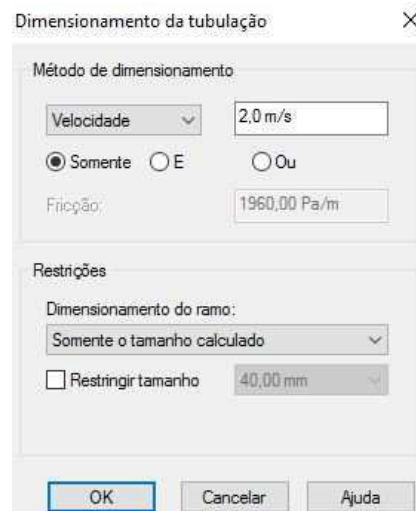 Dimensionamento da tubulação
Método de dimensionamento
Velocidade 2,0 m/s
Somente E Ou
Fricção: 1960,00 Pa/m
Restrições
Dimensionamento do ramo:
Somente o tamanho calculado
Restringir tamanho 40,00 mm
OK Cancelar Ajuda